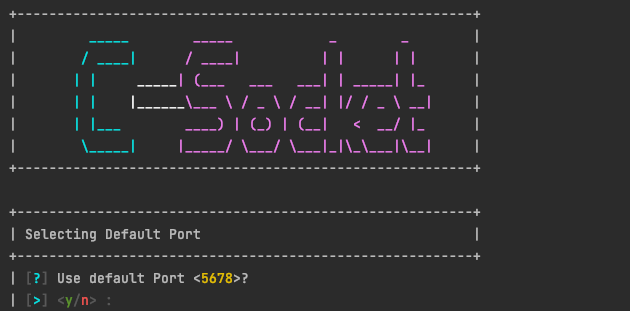 C-Socket
Selecting Default Port
[?] Use default Port <5678>?
[>] <y/n> :